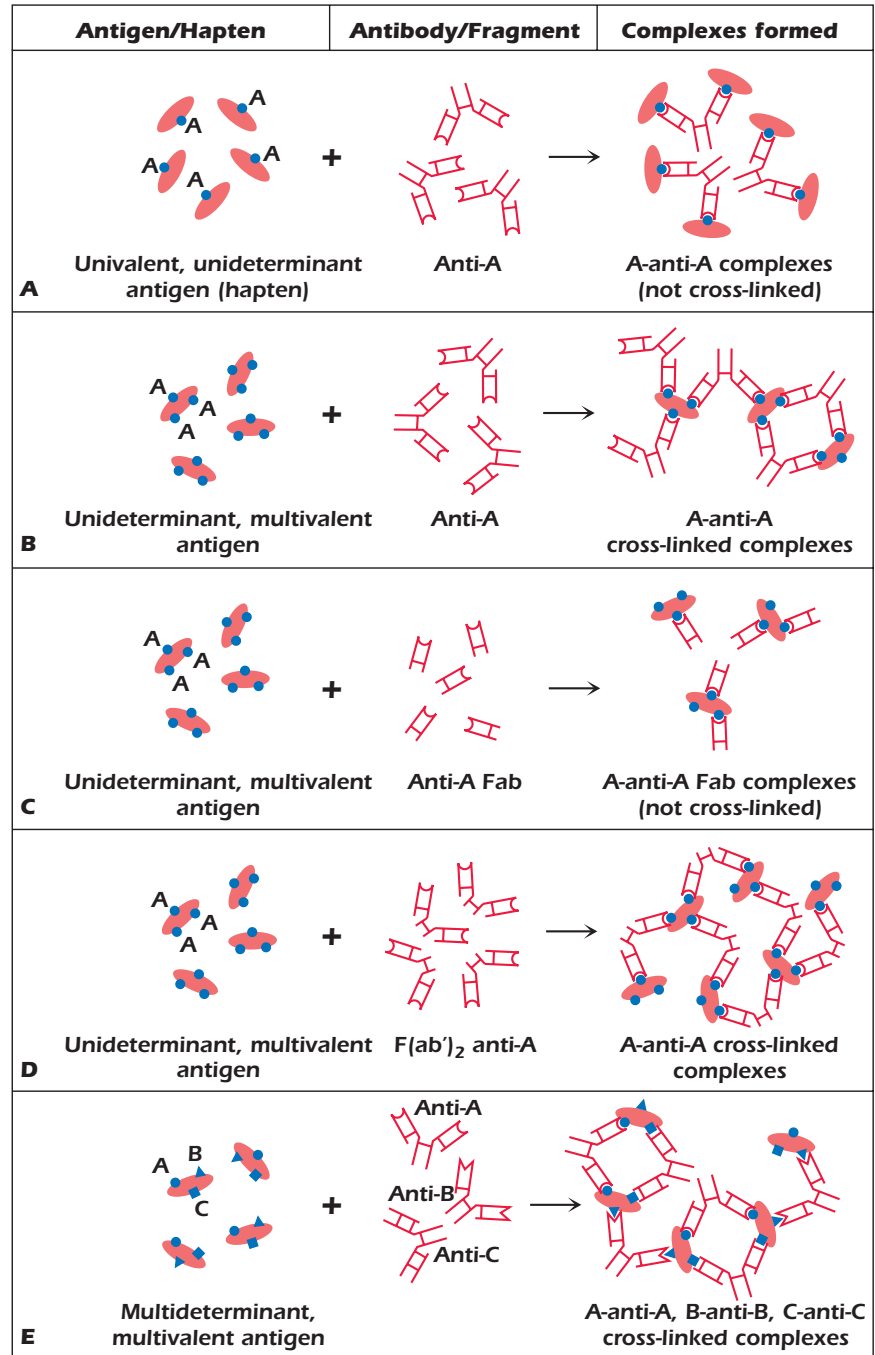 Antigen/Hapten
Antibody/Fragment
Complexes formed
A
A
A
A
A
+
Univalent, unideterminant
antigen (hapten)
Anti-A
A-anti-A complexes
(not cross-linked)
A
A
A
A
+
Unideterminant, multivalent
antigen
Anti-A
A-anti-A
cross-linked complexes
B
A
A
A
+
Unideterminant, multivalent
antigen
Anti-A Fab
A-anti-A Fab complexes
(not cross-linked)
C
A
A
A
+
Unideterminant, multivalent
antigen
F(ab’)₂ anti-A
A-anti-A cross-linked
complexes
D
A
B
C
+
Anti-A
Anti-B
Anti-C
Multideterminant,
multivalent antigen
A-anti-A, B-anti-B, C-anti-C
cross-linked complexes
E